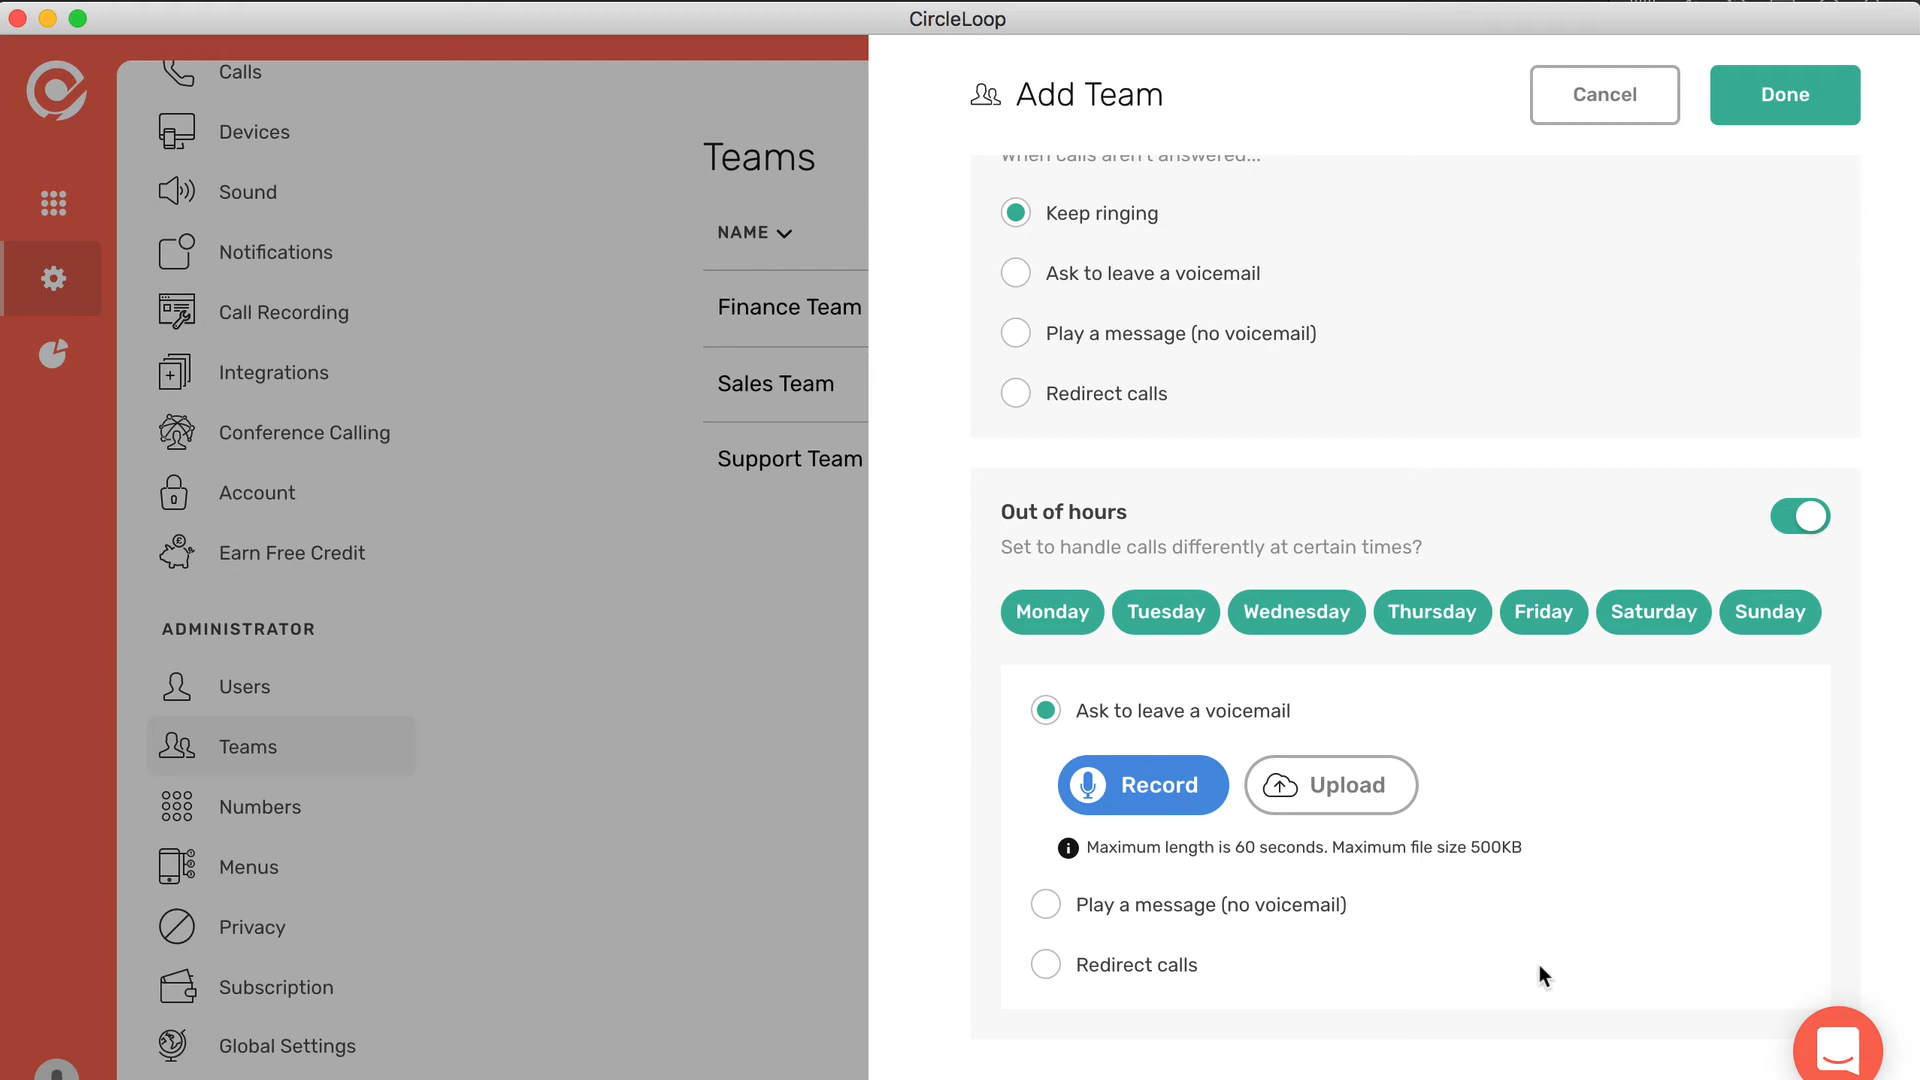 CircleLoop
Calls
Devices
Sound
Notifications
Call Recording
Integrations
Conference Calling
Account
Earn Free Credit
ADMINISTRATOR
Users
Teams
Numbers
Menus
Privacy
Subscription
Global Settings
Teams
NAME
Finance Team
Sales Team
Support Team
Add Team
Cancel
Done
When calls aren't answered...
Keep ringing
Ask to leave a voicemail
Play a message (no voicemail)
Redirect calls
Out of hours
Set to handle calls differently at certain times?
Monday Tuesday Wednesday Thursday Friday Saturday Sunday
Ask to leave a voicemail
Record Upload
Maximum length is 60 seconds. Maximum file size 500KB
Play a message (no voicemail)
Redirect calls